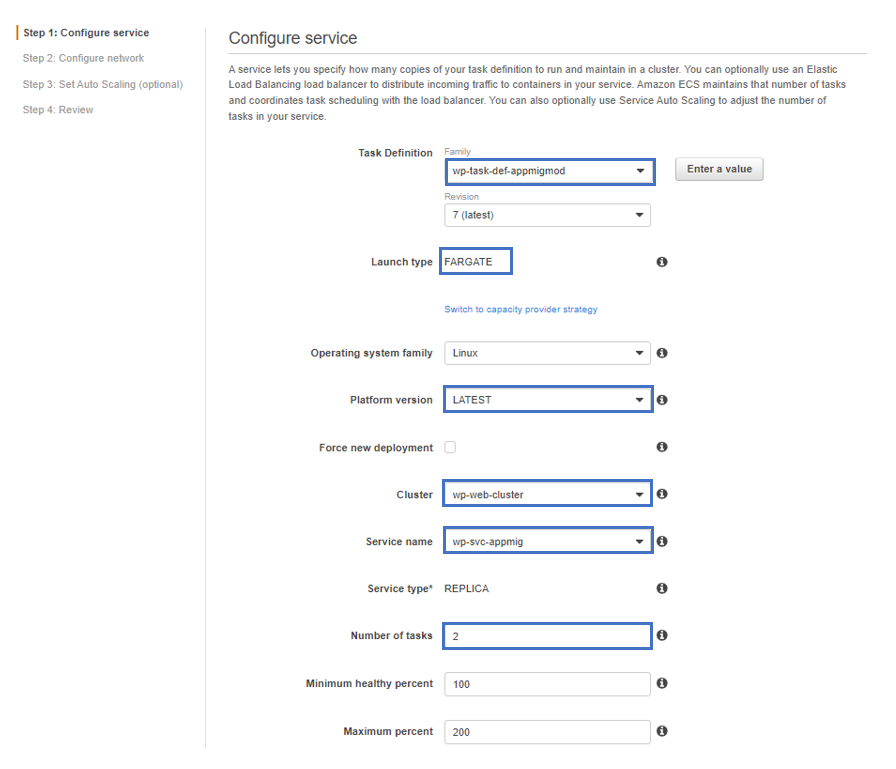 Step 1: Configure service
Step 2: Configure network
Step 3: Set Auto Scaling (optional)
Step 4: Review
Configure service
A service lets you specify how many copies of your task definition to run and maintain in a cluster. You can optionally use an Elastic
Load Balancing load balancer to distribute incoming traffic to containers in your service. Amazon ECS maintains that number of tasks
and coordinates task scheduling with the load balancer. You can also optionally use Service Auto Scaling to adjust the number of
tasks in your service.
Task Definition
Family
wp-task-def-appmigmod
Enter a value
Revision
7 (latest)
Launch type FARGATE
Switch to capacity provider strategy
Operating system family Linux
Platform version LATEST
Force new deployment
Cluster wp-web-cluster
Service name wp-svc-appmig
Service type* REPLICA
Number of tasks 2
Minimum healthy percent 100
Maximum percent 200